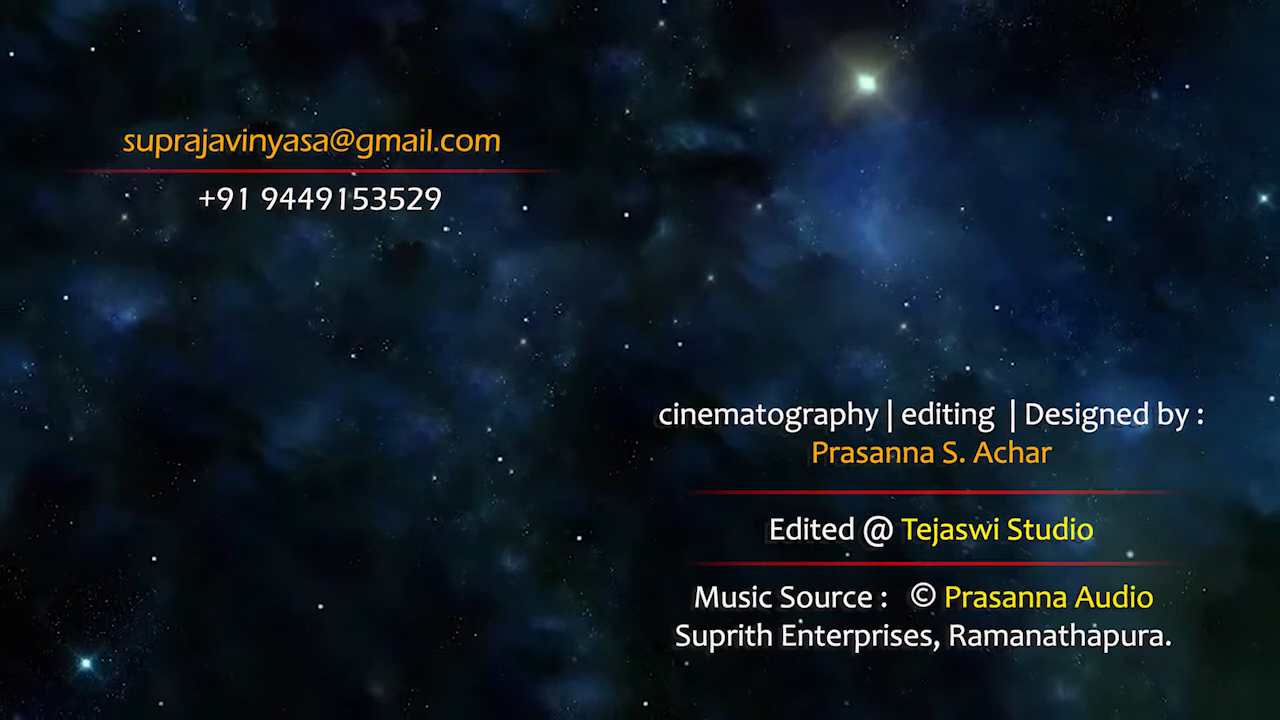 suprajavinyasa@gmail.com
+91 9449153529
cinematography | editing | Designed by :
Prasanna S. Achar
Edited @ Tejaswi Studio
Music Source : © Prasanna Audio
Suprith Enterprises, Ramanathapura.